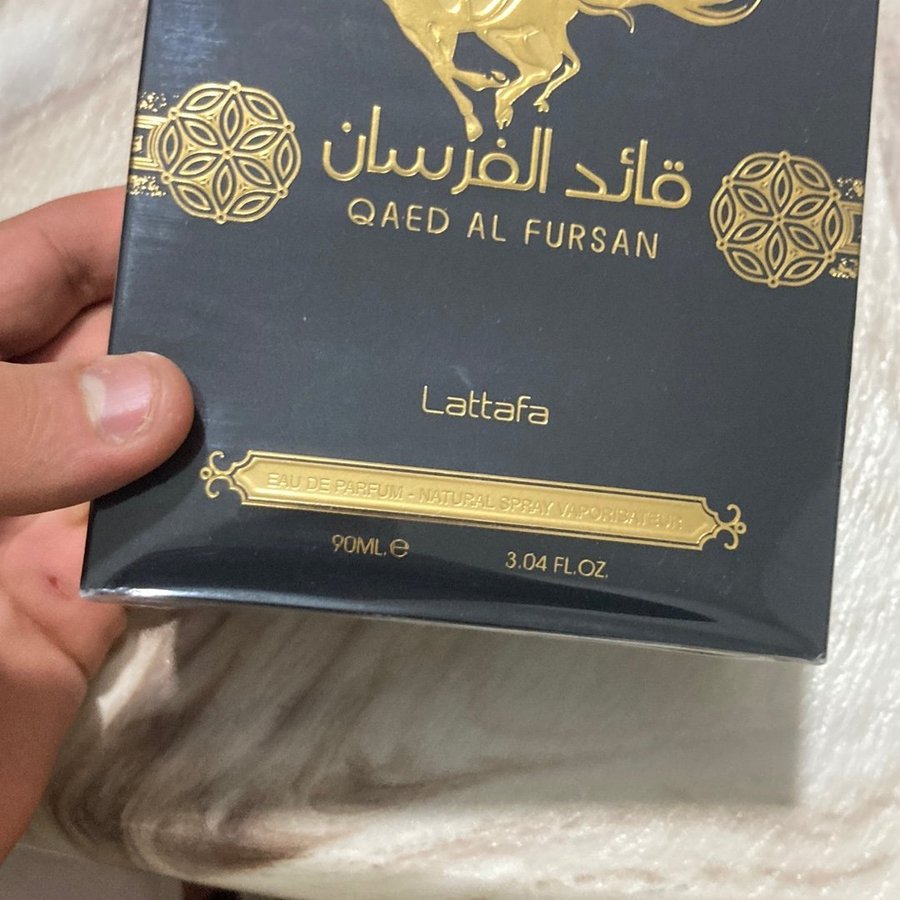 قائد الفرسان
QAED AL FURSAN
Lattafa
EAU DE PARFUM - NATURAL SPRAY VAPORISATEUR
90ML.℮
3.04 FL.OZ.